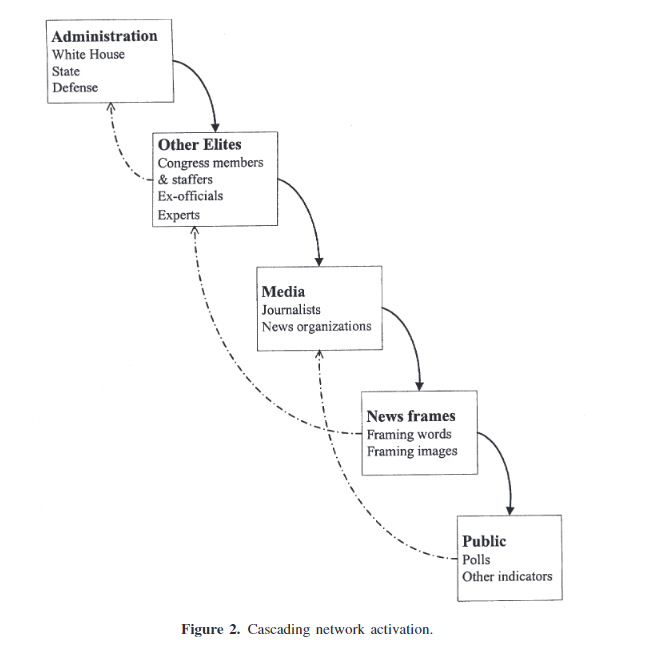 Administration
White House
State
Defense
Other Elites
Congress members
& staffers
Ex-officials
Experts
Media
Journalists
News organizations
News frames
Framing words
Framing images
Public
Polls
Other indicators
Figure 2. Cascading network activation.